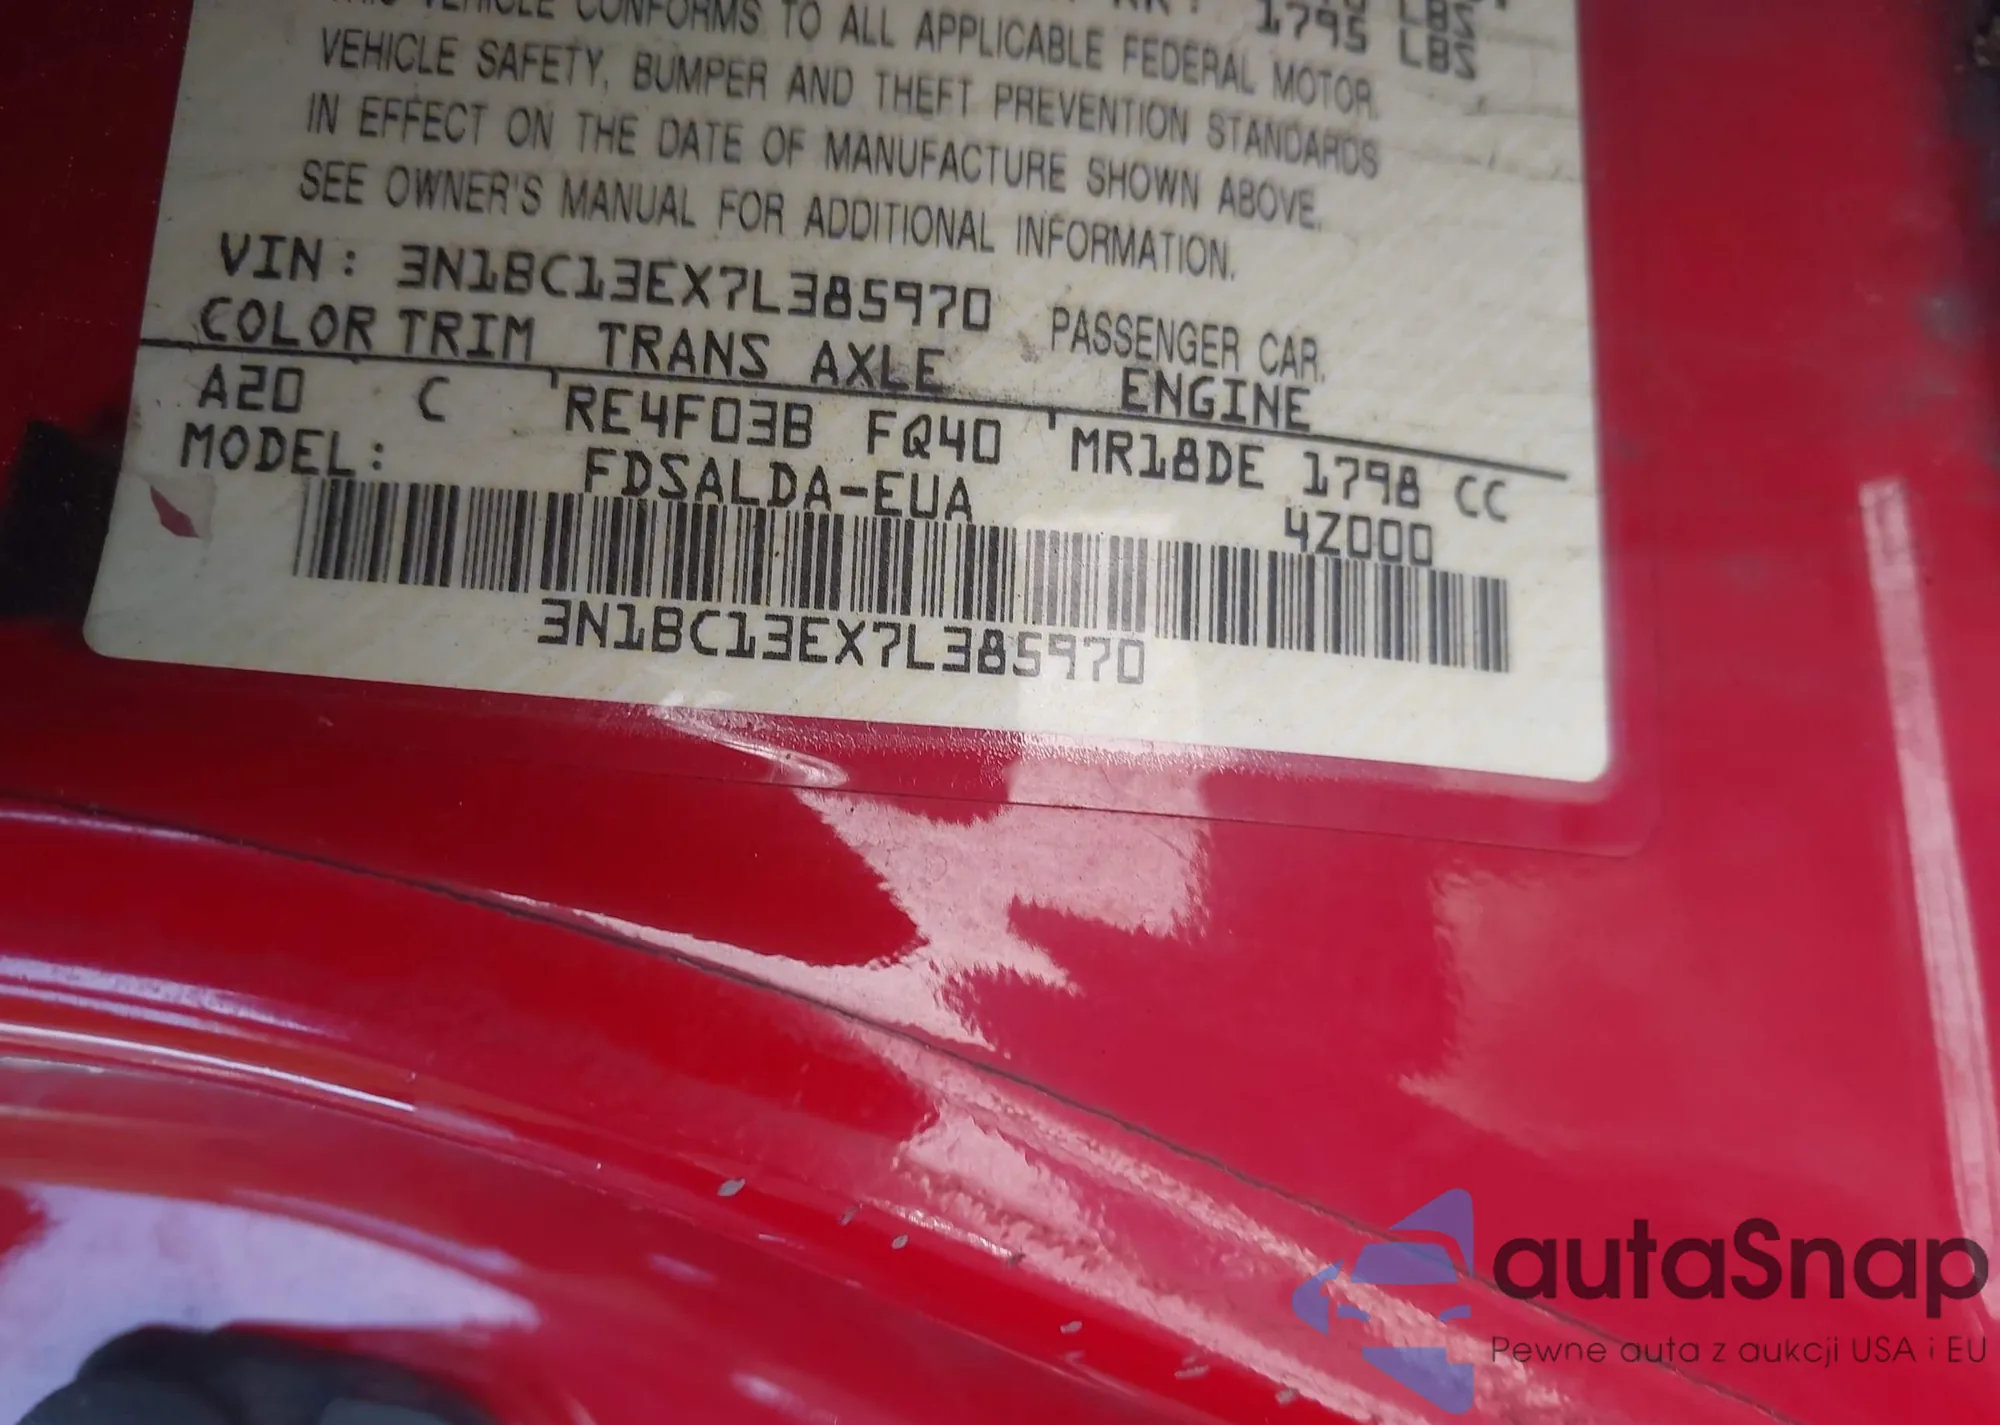 1795 LBS
THIS VEHICLE CONFORMS TO ALL APPLICABLE FEDERAL MOTOR
VEHICLE SAFETY, BUMPER AND THEFT PREVENTION STANDARDS
IN EFFECT ON THE DATE OF MANUFACTURE SHOWN ABOVE.
SEE OWNER'S MANUAL FOR ADDITIONAL INFORMATION.
VIN: 3N1BC13EX7L385970 PASSENGER CAR.
COLOR TRIM TRANS AXLE ENGINE
A20 C RE4F03B FQ40 MR18DE 1798 CC
MODEL: FDSALDA-EUA 4Z000
3N1BC13EX7L385970
autaSnap
Pewne auta z aukcji USA i EU